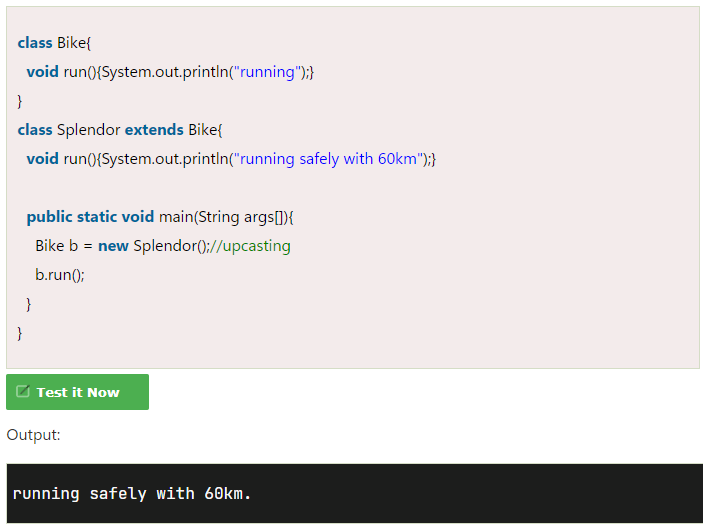 class Bike{
  void run(){System.out.println("running");}
}
class Splendor extends Bike{
  void run(){System.out.println("running safely with 60km");}
  public static void main(String args[]){
    Bike b = new Splendor();//upcasting
    b.run();
  }
}
Test it Now
Output:
running safely with 60km.